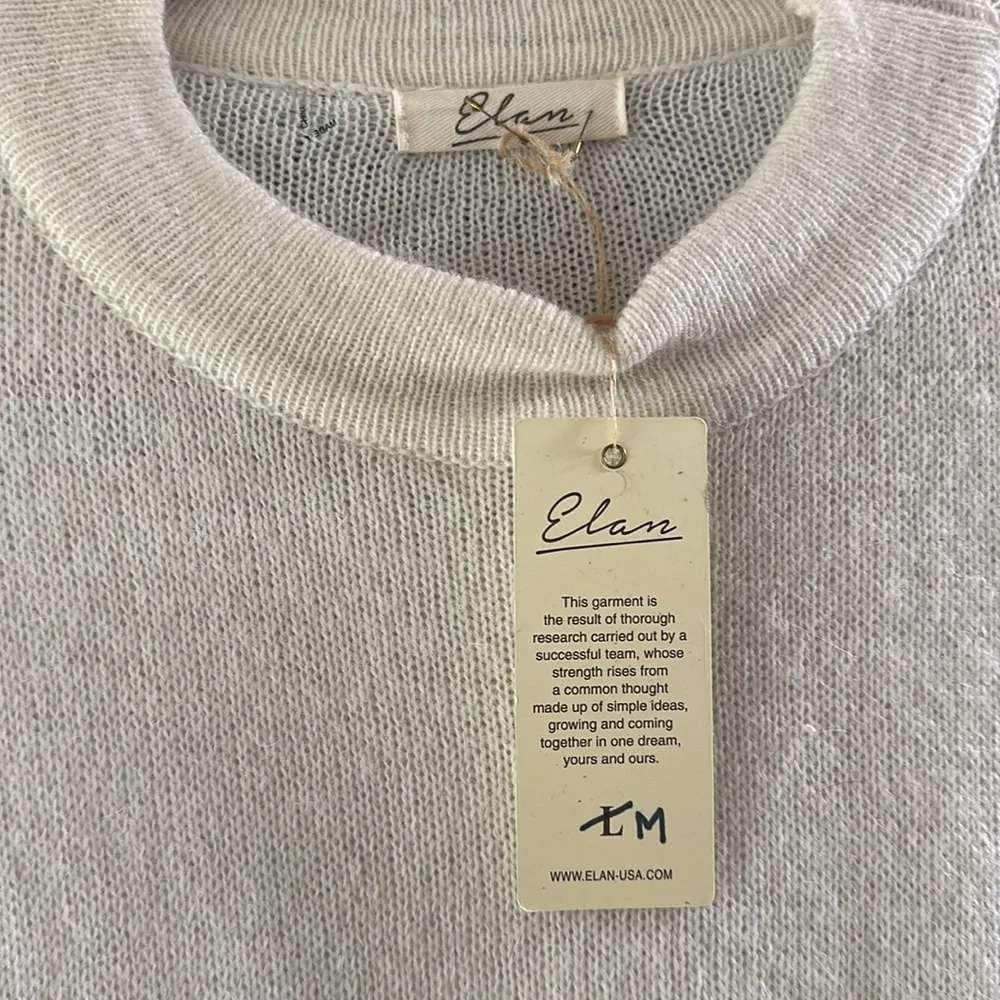 Elan
Elan
This garment is
the result of thorough
research carried out by a
successful team, whose
strength rises from
a common thought
made up of simple ideas,
growing and coming
together in one dream,
yours and ours.
L M
WWW.ELAN-USA.COM